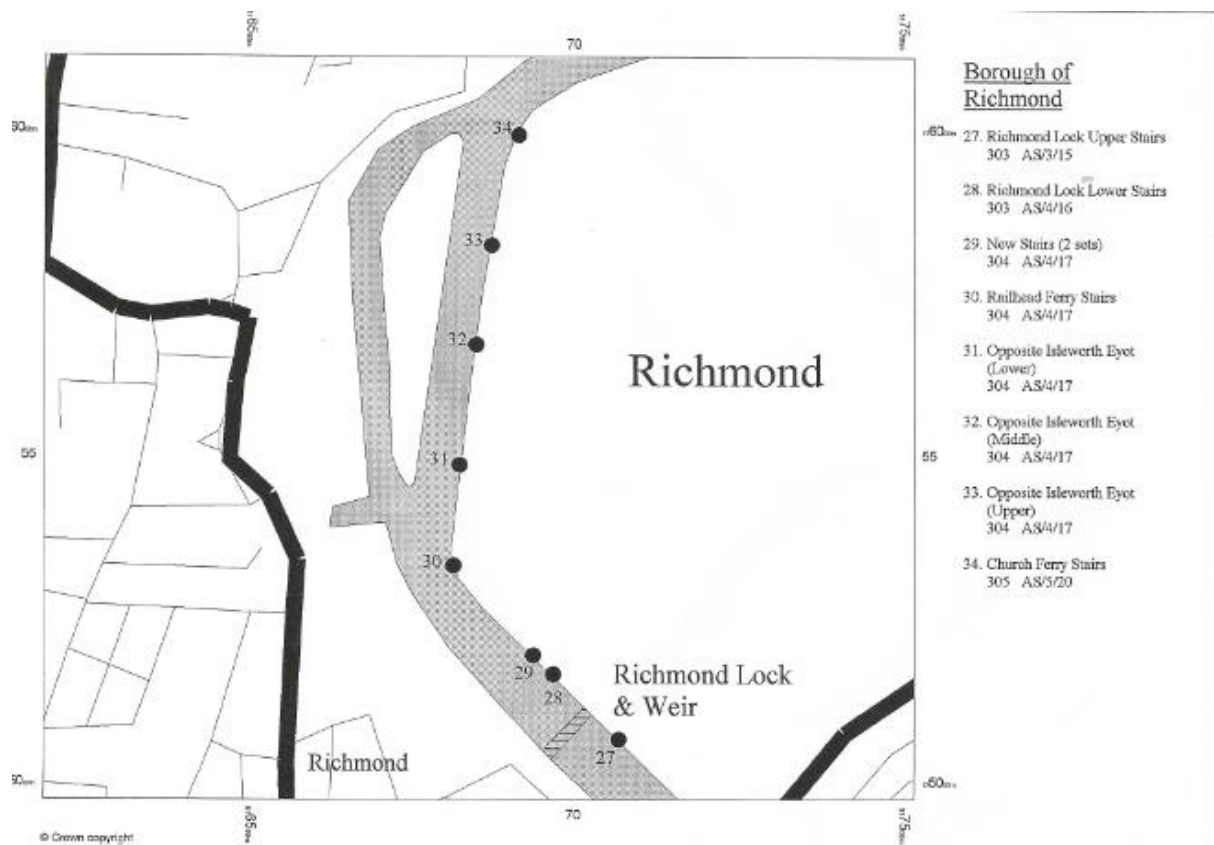 70
Borough of
Richmond
27. Richmond Lock Upper Stairs
303 AS/3/15
28. Richmond Lock Lower Stairs
303 AS/4/16
29. New Stairs (2 sets)
304 AS/4/17
30. Railhead Ferry Stairs
304 AS/4/17
31. Opposite Isleworth Eyot
(Lower)
304 AS/4/17
32. Opposite Isleworth Eyot
(Middle)
304 AS/4/17
33. Opposite Isleworth Eyot
(Upper)
304 AS/4/17
34. Church Ferry Stairs
305 AS/5/20
34
33
32
Richmond
55
31
55
30
29
28
Richmond Lock
& Weir
27
Richmond
70
© Crown copyright